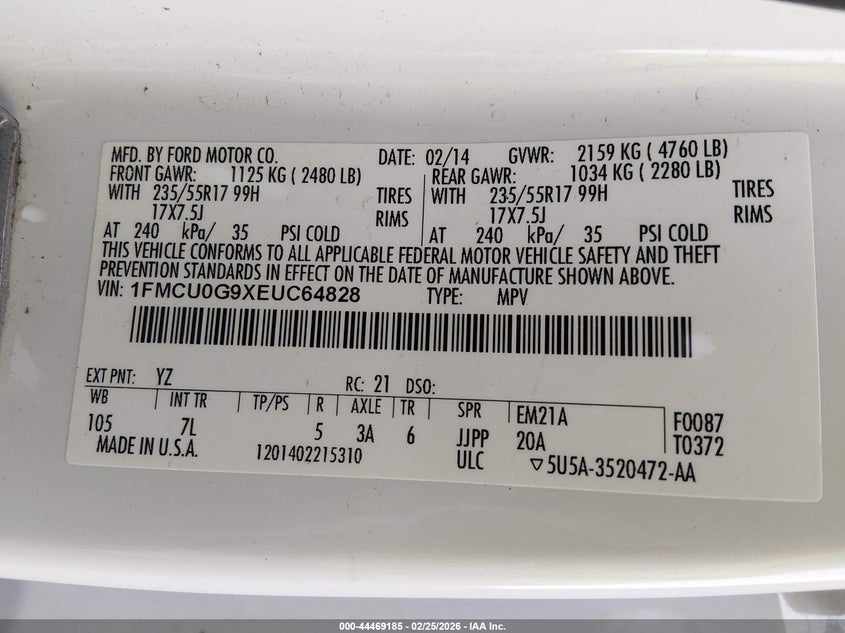 MFD. BY FORD MOTOR CO. DATE: 02/14 GVWR: 2159 KG ( 4760 LB)
FRONT GAWR: 1125 KG ( 2480 LB) REAR GAWR: 1034 KG ( 2280 LB)
WITH 235/55R17 99H TIRES WITH 235/55R17 99H TIRES
17X7.5J RIMS 17X7.5J RIMS
AT 240 kPa/ 35 PSI COLD AT 240 kPa/ 35 PSI COLD
THIS VEHICLE CONFORMS TO ALL APPLICABLE FEDERAL MOTOR VEHICLE SAFETY AND THEFT
PREVENTION STANDARDS IN EFFECT ON THE DATE OF MANUFACTURE SHOWN ABOVE.
VIN: 1FMCU0G9XEUC64828 TYPE: MPV
EXT PNT: YZ RC: 21 DSO:
WB INT TR TP/PS R AXLE TR SPR EM21A F0087
105 7L 5 3A 6 JJPP 20A T0372
MADE IN U.S.A. 1201402215310 ULC ▽5U5A-3520472-AA
000-44469185 - 02/25/2026 - IAA Inc.